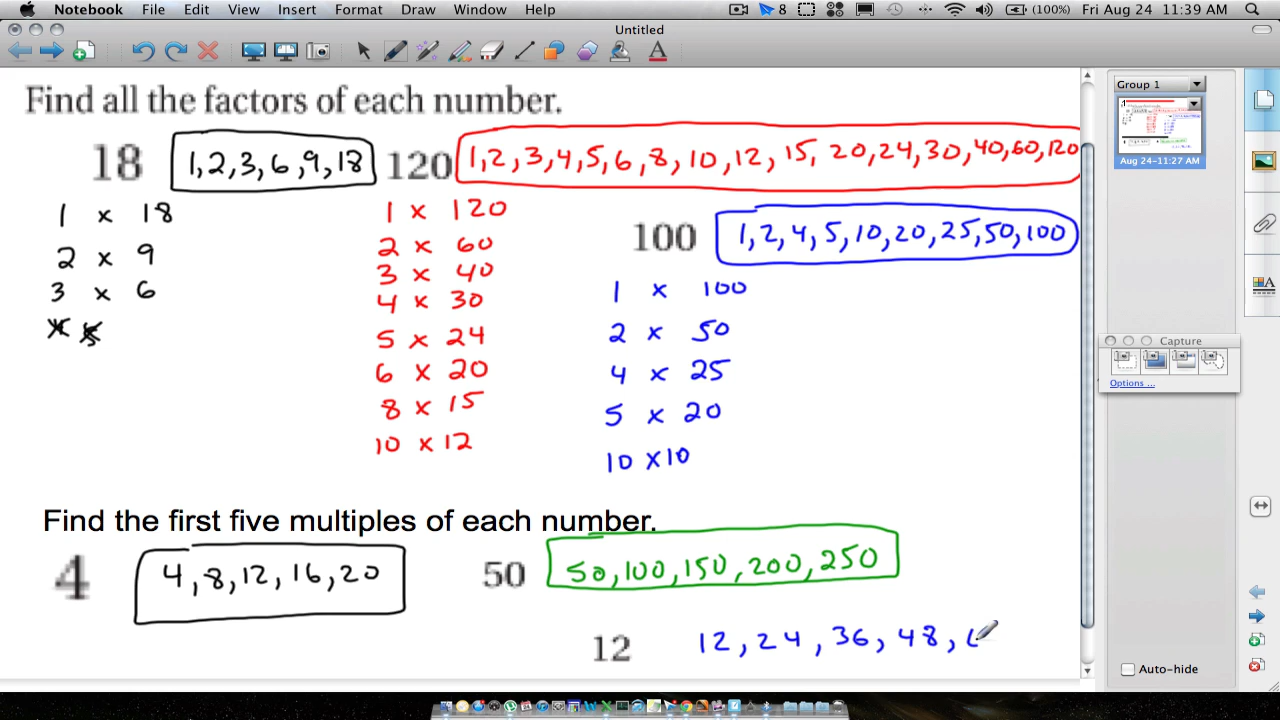 Notebook File Edit View Insert Format Draw Window Help 8 (100%) Fri Aug 24 11:39 AM
Untitled
Find all the factors of each number.
18 1,2,3,6,9,18
1 x 18
2 x 9
3 x 6
120 1,2,3,4,5,6,8,10,12,15,20,24,30,40,60,120
1 x 120
2 x 60
3 x 40
4 x 30
5 x 24
6 x 20
8 x 15
10 x 12
100 1,2,4,5,10,20,25,50,100
1 x 100
2 x 50
4 x 25
5 x 20
10 x 10
Find the first five multiples of each number.
4 4,8,12,16,20
50 50,100,150,200,250
12 12,24,36,48,
Group 1
Aug 24-11:27 AM
Capture
Options ...
Auto-hide